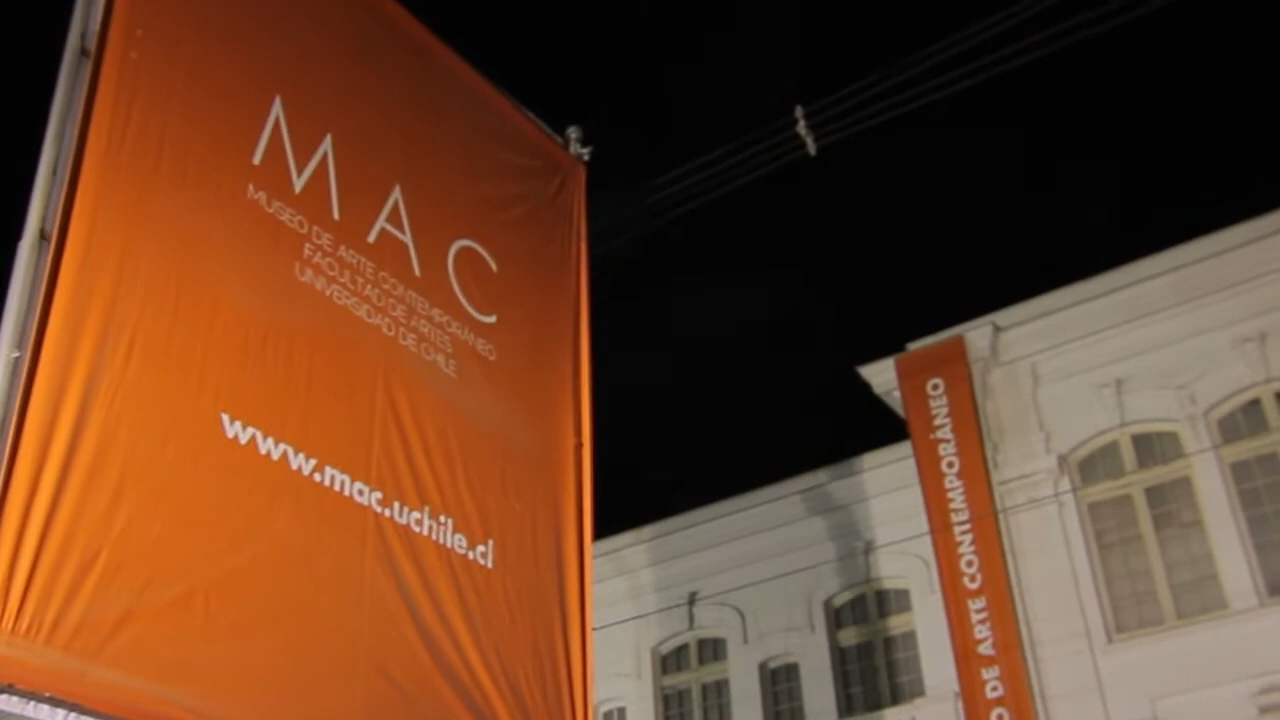 MAC
MUSEO DE ARTE CONTEMPORÁNEO
FACULTAD DE ARTES
UNIVERSIDAD DE CHILE
www.mac.uchile.cl
O DE ARTE CONTEMPORÁNEO